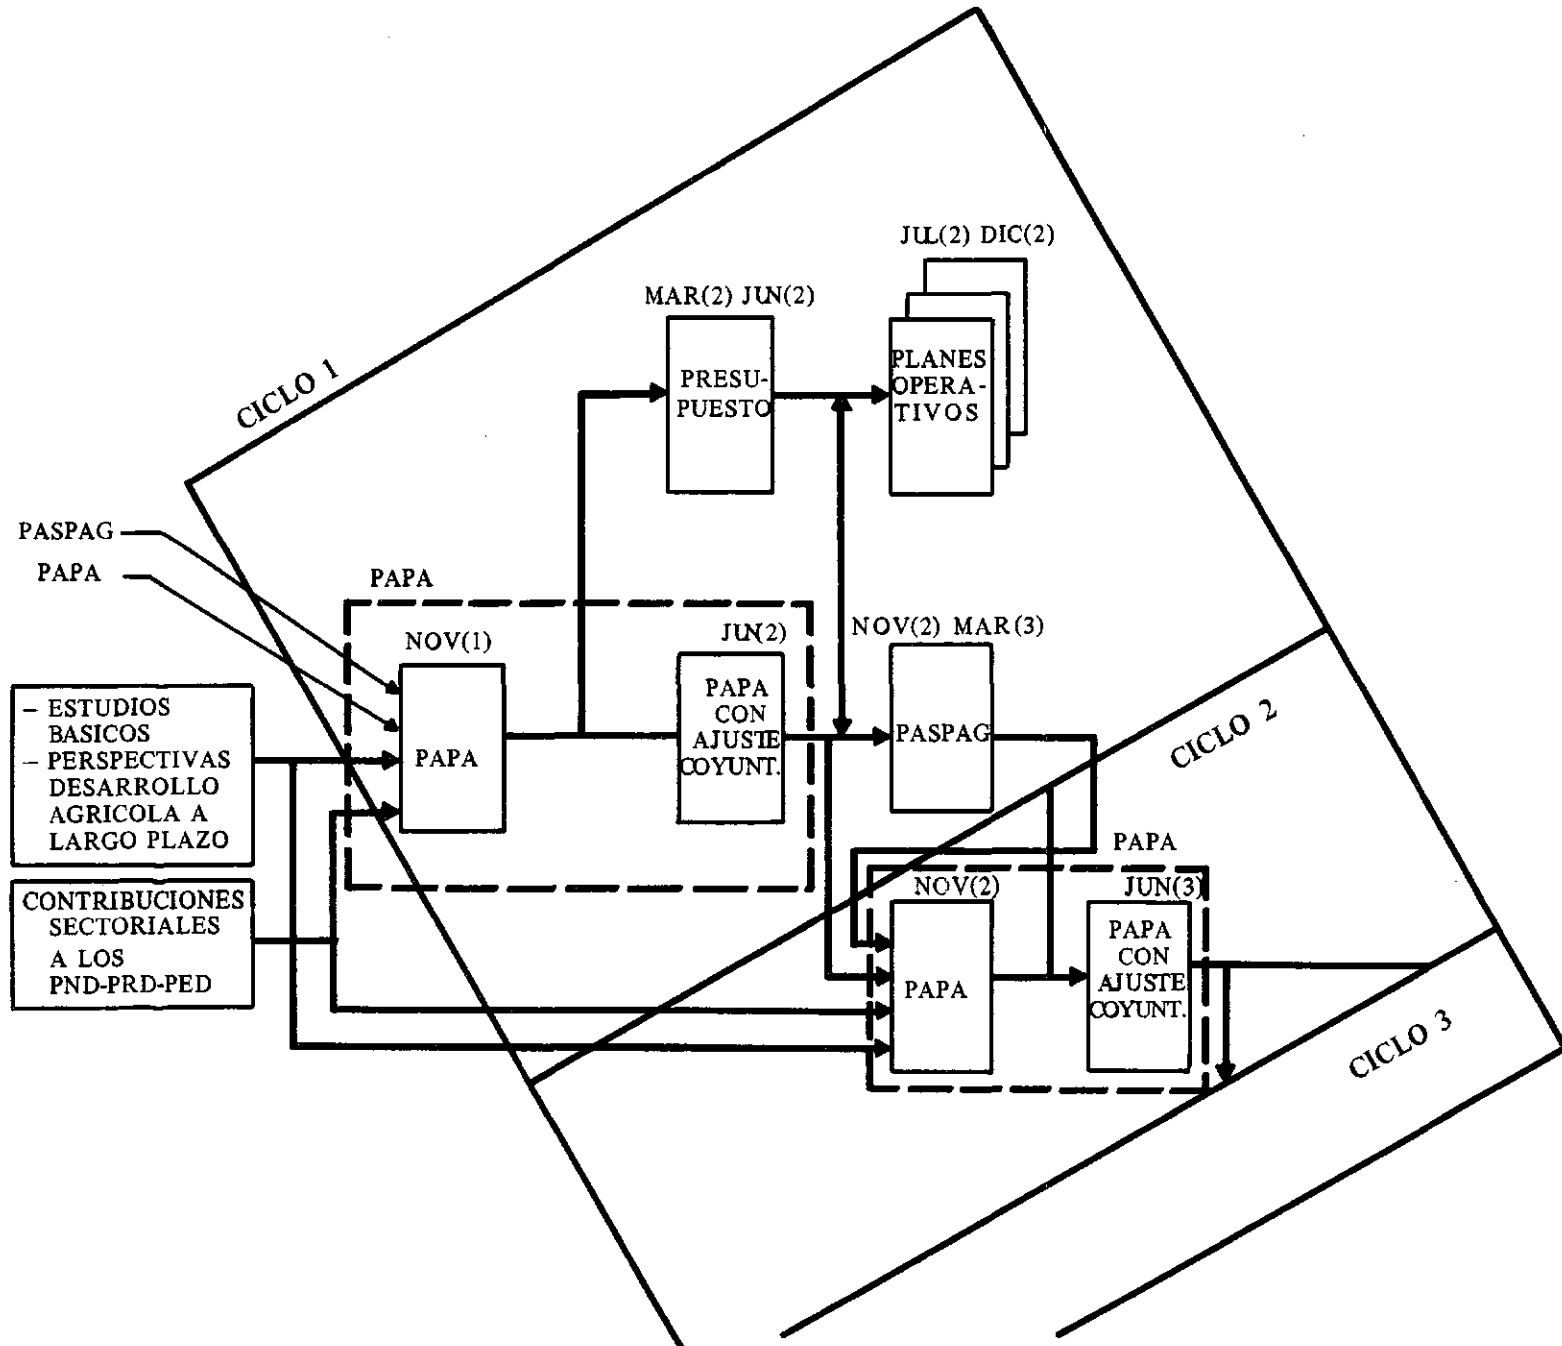 CICLO 1
JUL(2) DIC(2)
MAR(2) JUN(2)
PRESU-
PUESTO
PLANES
OPERA-
TIVOS
PASPAG
PAPA
PAPA
NOV(1)
JUN(2)
PAPA
PAPA
CON
AJUSTE
COYUNT.
NOV(2) MAR(3)
PASPAG
CICLO 2
– ESTUDIOS
BASICOS
– PERSPECTIVAS
DESARROLLO
AGRICOLA A
LARGO PLAZO
CONTRIBUCIONES
SECTORIALES
A LOS
PND-PRD-PED
PAPA
NOV(2)
JUN(3)
PAPA
PAPA
CON
AJUSTE
COYUNT.
CICLO 3